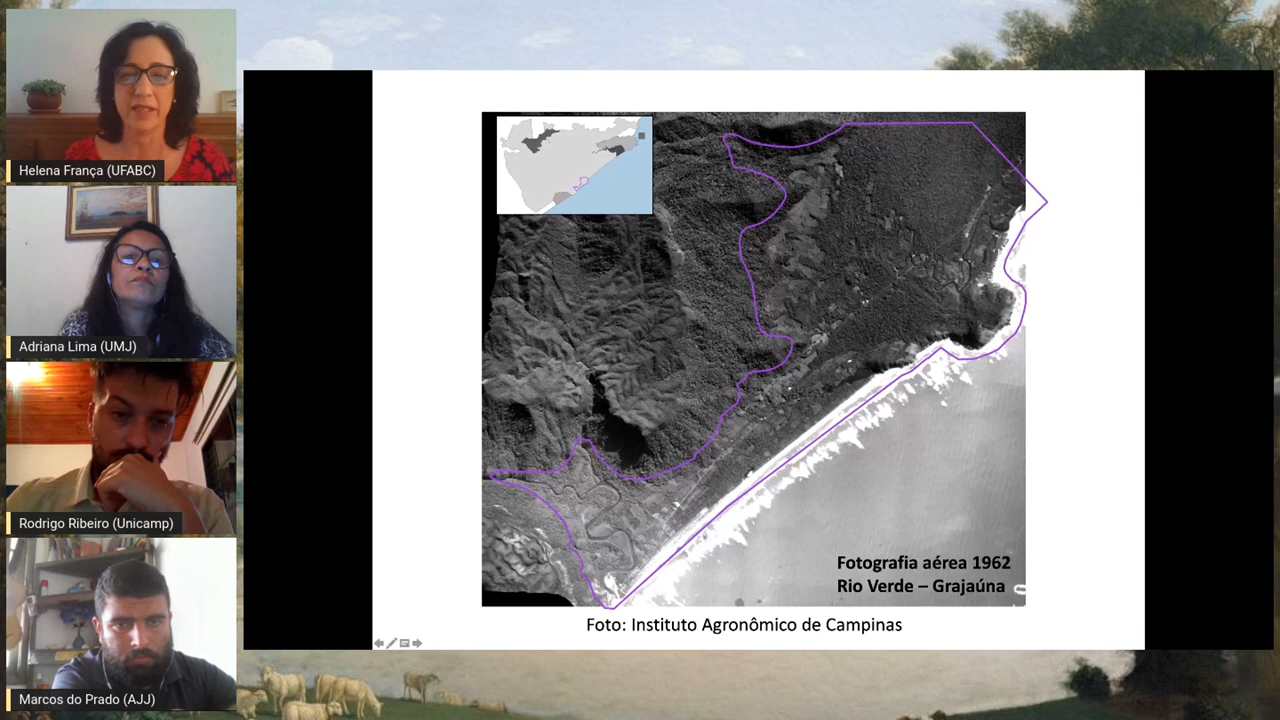 Helena França (UFABC)
Adriana Lima (UMJ)
Rodrigo Ribeiro (Unicamp)
Marcos do Prado (AJJ)
Fotografia aérea 1962
Rio Verde – Grajaúna
Foto: Instituto Agronômico de Campinas